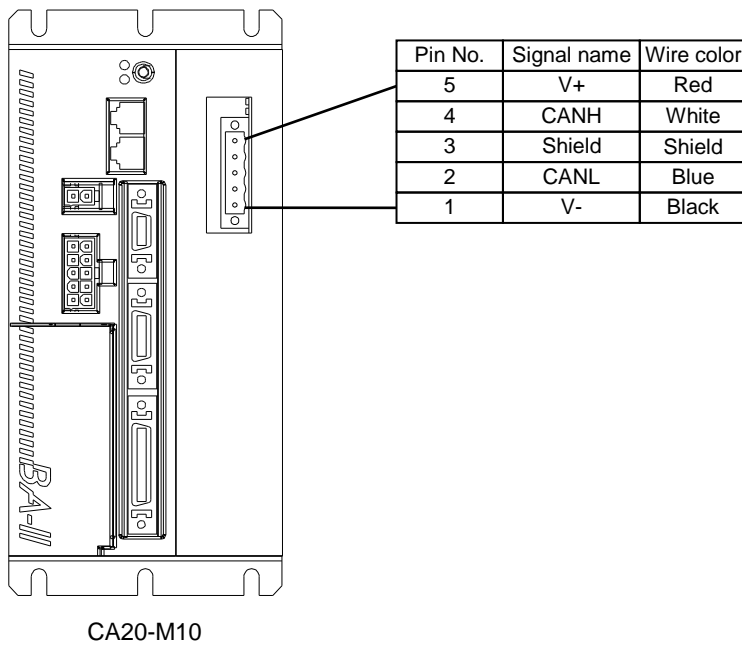 Pin No. Signal name Wire color
5 V+ Red
4 CANH White
3 Shield Shield
2 CANL Blue
1 V- Black
BA-II
CA20-M10